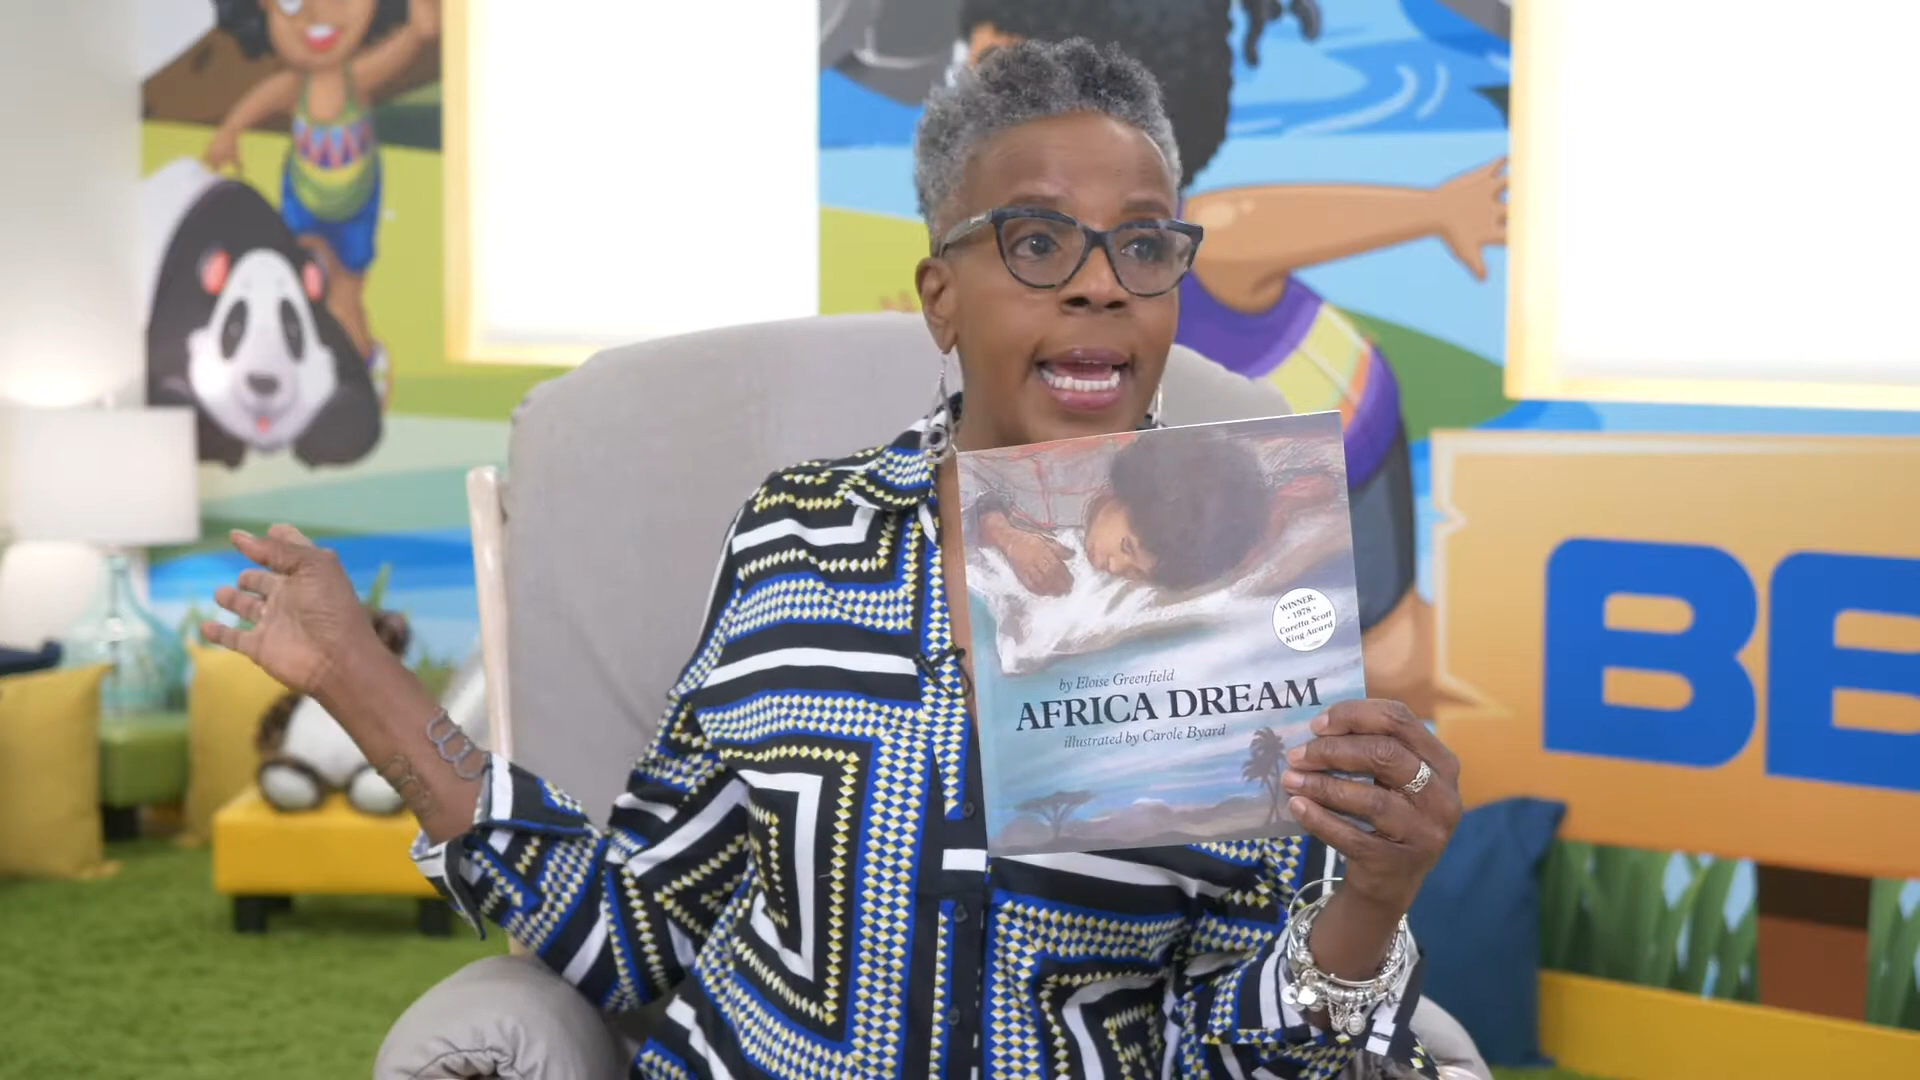 WINNER,
- 1978 -
Coretta Scott
King Award
by Eloise Greenfield
AFRICA DREAM
illustrated by Carole Byard
BE